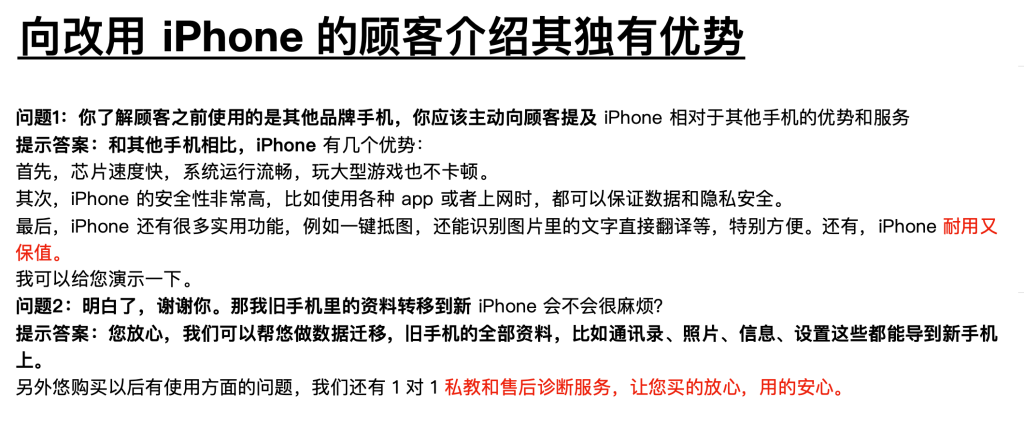 向改用 iPhone 的顾客介绍其独有优势
问题1：你了解顾客之前使用的是其他品牌手机，你应该主动向顾客提及 iPhone 相对于其他手机的优势和服务
提示答案：和其他手机相比，iPhone 有几个优势：
首先，芯片速度快，系统运行流畅，玩大型游戏也不卡顿。
其次，iPhone 的安全性非常高，比如使用各种 app 或者上网时，都可以保证数据和隐私安全。
最后，iPhone 还有很多实用功能，例如一键抵图，还能识别图片里的文字直接翻译等，特别方便。还有，iPhone 耐用又
保值。
我可以给您演示一下。
问题2：明白了，谢谢你。那我旧手机里的资料转移到新 iPhone 会不会很麻烦?
提示答案：您放心，我们可以帮悠做数据迁移，旧手机的全部资料，比如通讯录、照片、信息、设置这些都能导到新手机
上。
另外悠购买以后有使用方面的问题，我们还有 1 对 1 私教和售后诊断服务，让您买的放心，用的安心。